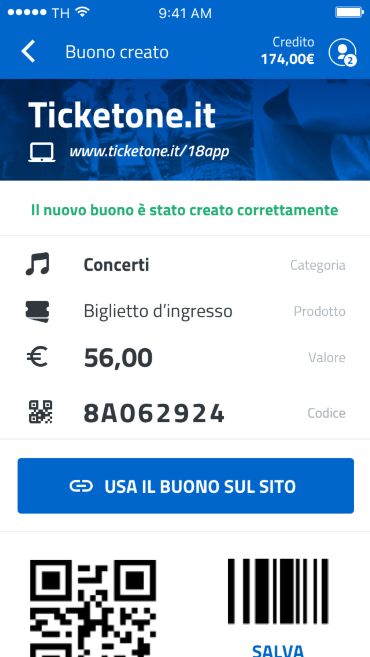 TH 9:41 AM
Buono creato
Credito
174,00€
2
Ticketone.it
www.ticketone.it/18app
Il nuovo buono è stato creato correttamente
Concerti Categoria
Biglietto d'ingresso Prodotto
€ 56,00 Valore
8A062924 Codice
USA IL BUONO SUL SITO
SALVA